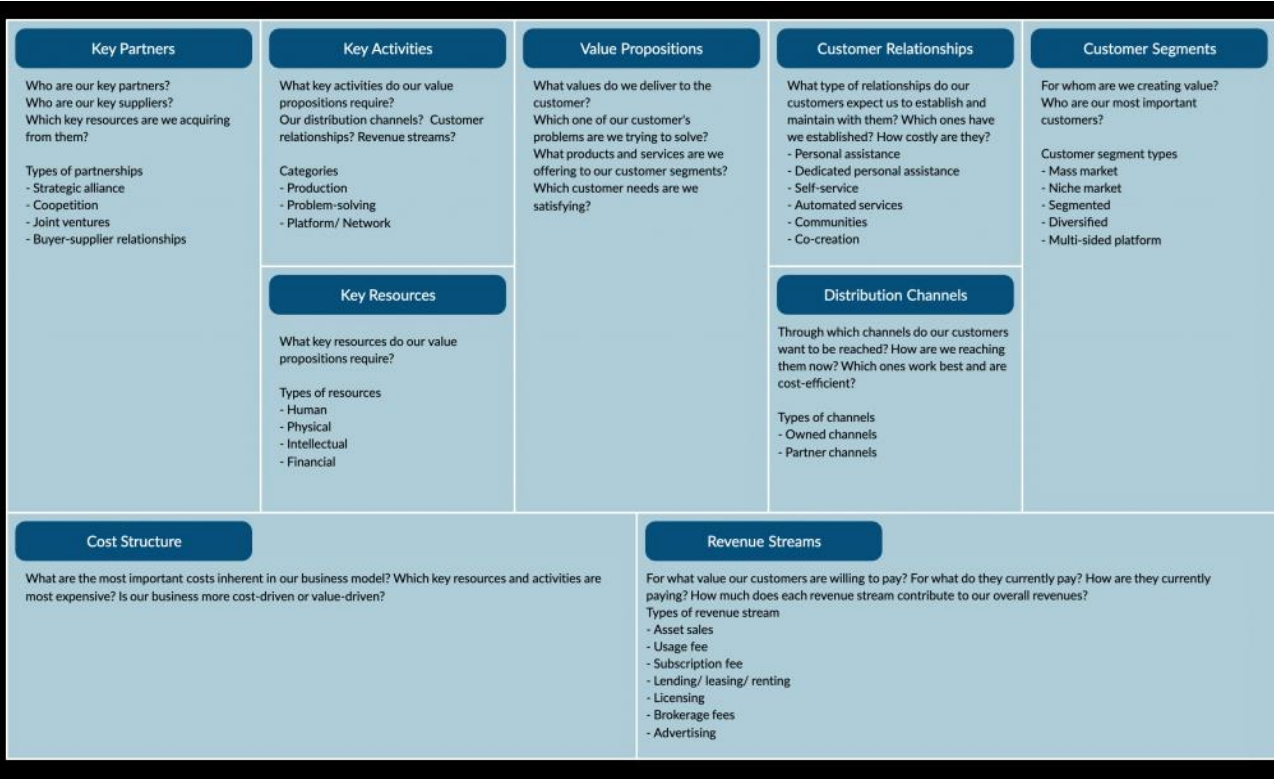 Key Partners
Who are our key partners?
Who are our key suppliers?
Which key resources are we acquiring
from them?
Types of partnerships
- Strategic alliance
- Coopetition
- Joint ventures
- Buyer-supplier relationships
Key Activities
What key activities do our value
propositions require?
Our distribution channels? Customer
relationships? Revenue streams?
Categories
- Production
- Problem-solving
- Platform/ Network
Key Resources
What key resources do our value
propositions require?
Types of resources
- Human
- Physical
- Intellectual
- Financial
Value Propositions
What values do we deliver to the
customer?
Which one of our customer's
problems are we trying to solve?
What products and services are we
offering to our customer segments?
Which customer needs are we
satisfying?
Customer Relationships
What type of relationships do our
customers expect us to establish and
maintain with them? Which ones have
we established? How costly are they?
- Personal assistance
- Dedicated personal assistance
- Self-service
- Automated services
- Communities
- Co-creation
Distribution Channels
Through which channels do our customers
want to be reached? How are we reaching
them now? Which ones work best and are
cost-efficient?
Types of channels
- Owned channels
- Partner channels
Customer Segments
For whom are we creating value?
Who are our most important
customers?
Customer segment types
- Mass market
- Niche market
- Segmented
- Diversified
- Multi-sided platform
Cost Structure
What are the most important costs inherent in our business model? Which key resources and activities are
most expensive? Is our business more cost-driven or value-driven?
Revenue Streams
For what value our customers are willing to pay? For what do they currently pay? How are they currently
paying? How much does each revenue stream contribute to our overall revenues?
Types of revenue stream
- Asset sales
- Usage fee
- Subscription fee
- Lending/ leasing/ renting
- Licensing
- Brokerage fees
- Advertising